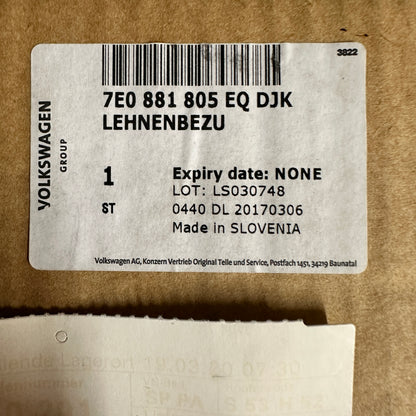 3822
7E0 881 805 EQ DJK
LEHNENBEZU
VOLKSWAGEN
GROUP
1
Expiry date: NONE
LOT: LS030748
ST
0440 DL 20170306
Made in SLOVENIA
Volkswagen AG, Konzern Vertrieb Original Teile und Service, Postfach 1451, 34219 Baunatal